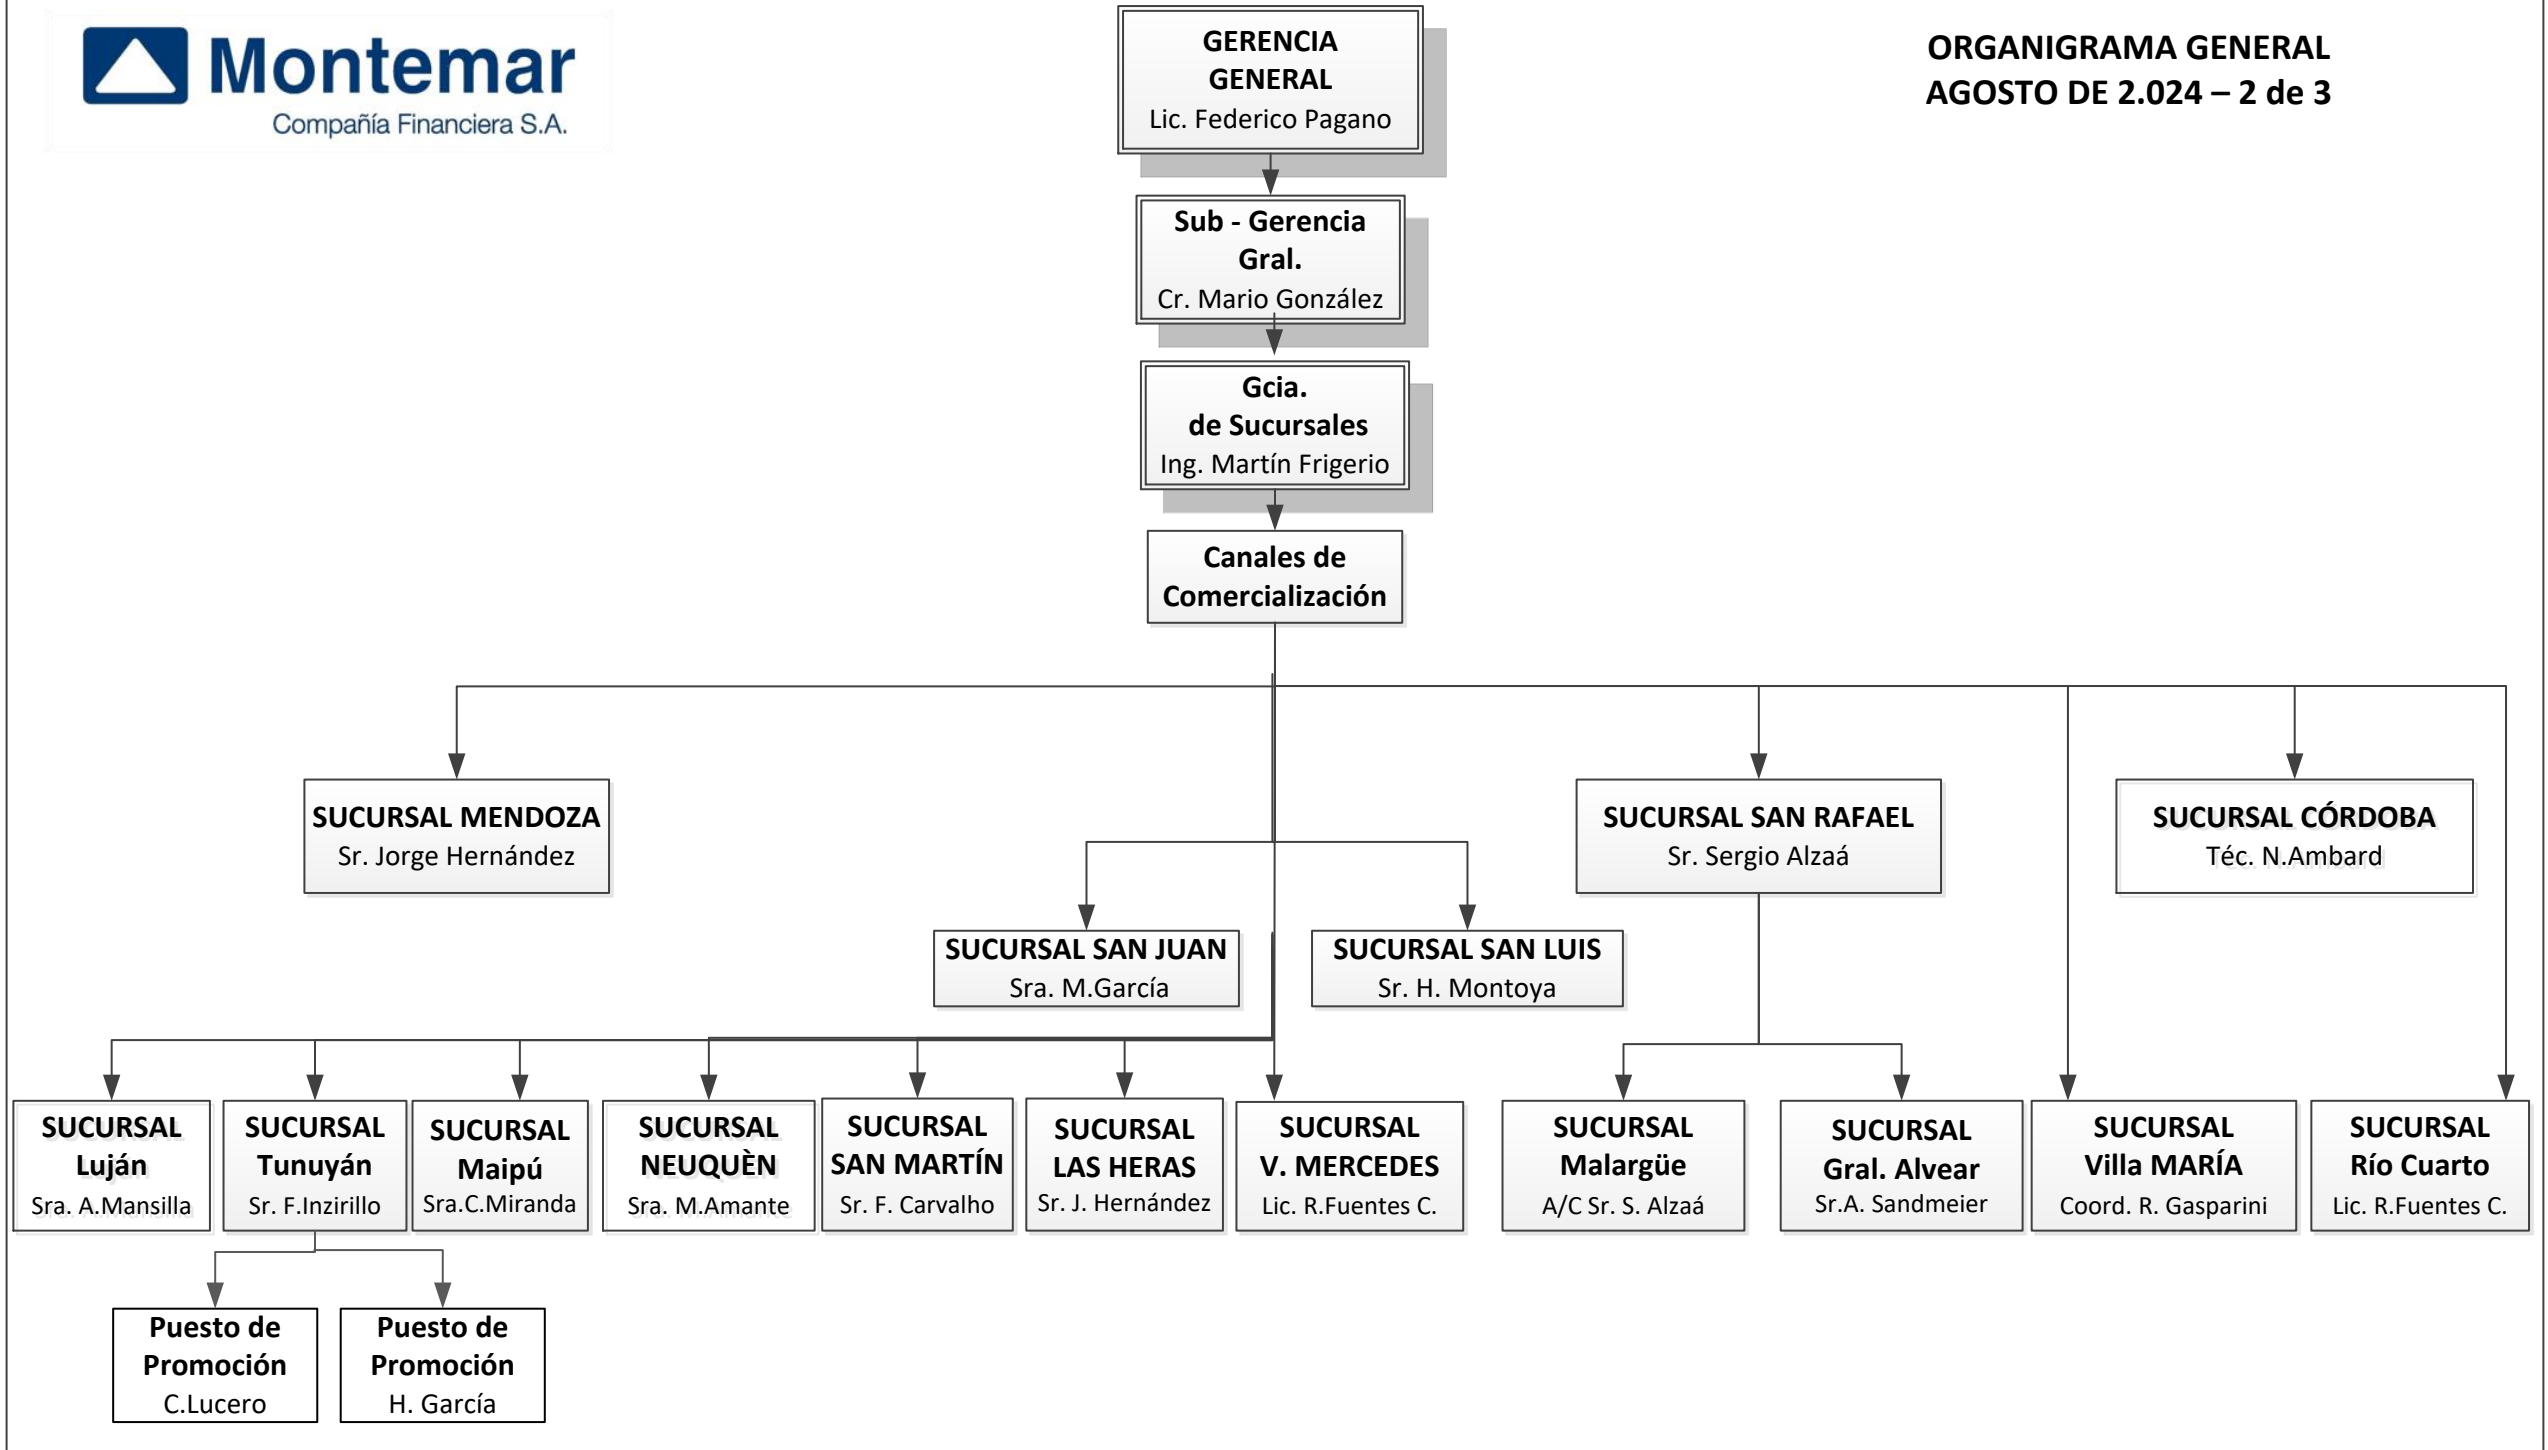 Montemar
Compañía Financiera S.A.
ORGANIGRAMA GENERAL
AGOSTO DE 2.024 – 2 de 3
GERENCIA
GENERAL
Lic. Federico Pagano
Sub - Gerencia
Gral.
Cr. Mario González
Gcia.
de Sucursales
Ing. Martín Frigerio
Canales de
Comercialización
SUCURSAL MENDOZA
Sr. Jorge Hernández
SUCURSAL SAN RAFAEL
Sr. Sergio Alzaá
SUCURSAL CÓRDOBA
Téc. N.Ambard
SUCURSAL SAN JUAN
Sra. M.García
SUCURSAL SAN LUIS
Sr. H. Montoya
SUCURSAL
Luján
Sra. A.Mansilla
SUCURSAL
Tunuyán
Sr. F.Inzirillo
SUCURSAL
Maipú
Sra.C.Miranda
SUCURSAL
NEUQUÈN
Sra. M.Amante
SUCURSAL
SAN MARTÍN
Sr. F. Carvalho
SUCURSAL
LAS HERAS
Sr. J. Hernández
SUCURSAL
V. MERCEDES
Lic. R.Fuentes C.
SUCURSAL
Malargüe
A/C Sr. S. Alzaá
SUCURSAL
Gral. Alvear
Sr.A. Sandmeier
SUCURSAL
Villa MARÍA
Coord. R. Gasparini
SUCURSAL
Río Cuarto
Lic. R.Fuentes C.
Puesto de
Promoción
C.Lucero
Puesto de
Promoción
H. García